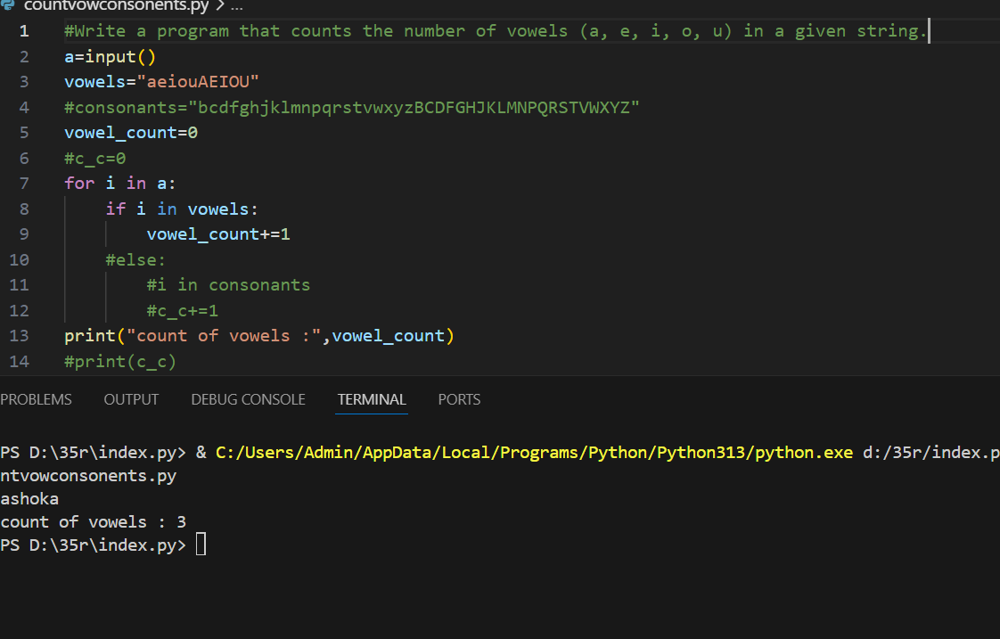 countvowconsonents.py > ...
1 #Write a program that counts the number of vowels (a, e, i, o, u) in a given string.
2 a=input()
3 vowels="aeiouAEIOU"
4 #consonants="bcdfghjklmnpqrstvwxyzBCDFGHJKLMNPQRSTVWXYZ"
5 vowel_count=0
6 #c_c=0
7 for i in a:
8     if i in vowels:
9         vowel_count+=1
10     #else:
11         #i in consonants
12         #c_c+=1
13 print("count of vowels :",vowel_count)
14 #print(c_c)
PROBLEMS OUTPUT DEBUG CONSOLE TERMINAL PORTS
PS D:\35r\index.py> & C:/Users/Admin/AppData/Local/Programs/Python/Python313/python.exe d:/35r/index.p
ntvowconsonents.py
ashoka
count of vowels : 3
PS D:\35r\index.py>